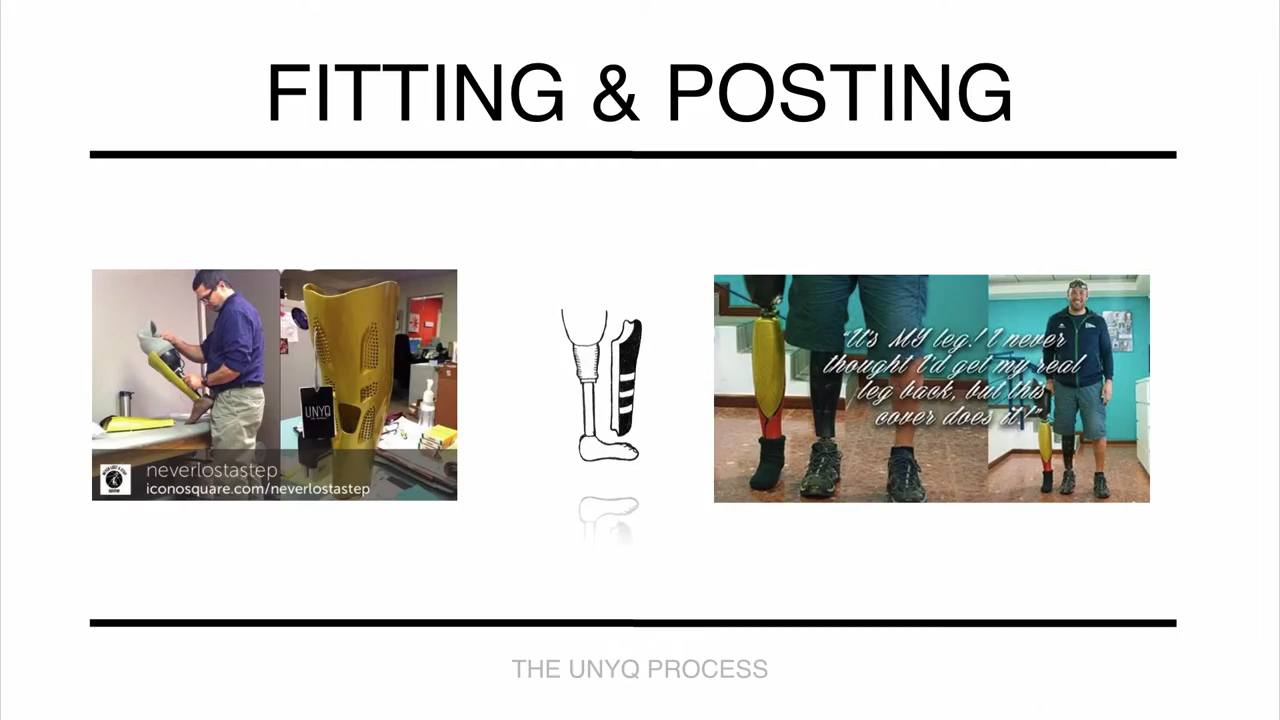 FITTING & POSTING
UNYQ
neverlostastep
iconosquare.com/neverlostastep
"It's MY leg! I never
thought I'd get my real
leg back, but this
cover does it!"
THE UNYQ PROCESS